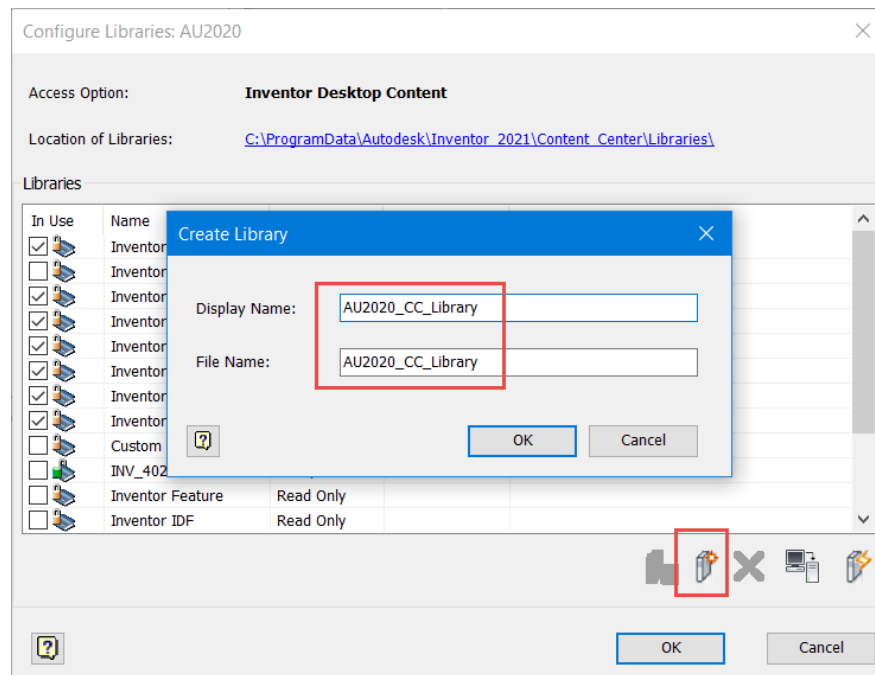 Configure Libraries: AU2020
Access Option: Inventor Desktop Content
Location of Libraries: C:\ProgramData\Autodesk\Inventor 2021\Content Center\Libraries\
Libraries
In Use Name
Inventor
Inventor
Inventor
Inventor
Inventor
Inventor
Inventor
Inventor
Custom
INV_402
Inventor Feature Read Only
Inventor IDF Read Only
Create Library
Display Name: AU2020_CC_Library
File Name: AU2020_CC_Library
OK Cancel
OK Cancel